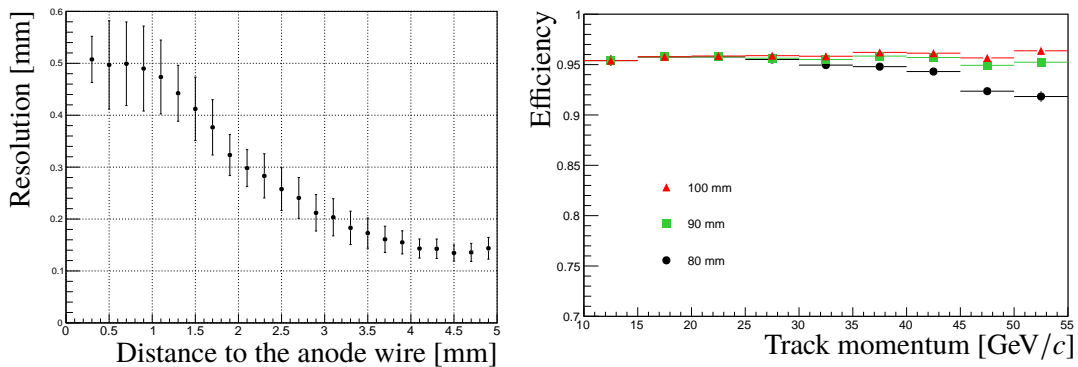 Resolution [mm]
0.6
0.5
0.4
0.3
0.2
0.1
0
0 0.5 1 1.5 2 2.5 3 3.5 4 4.5 5
Distance to the anode wire [mm]
Efficiency
1
0.95
0.9
0.85
0.8
0.75
0.7
100 mm
90 mm
80 mm
10 15 20 25 30 35 40 45 50 55
Track momentum [GeV/c]